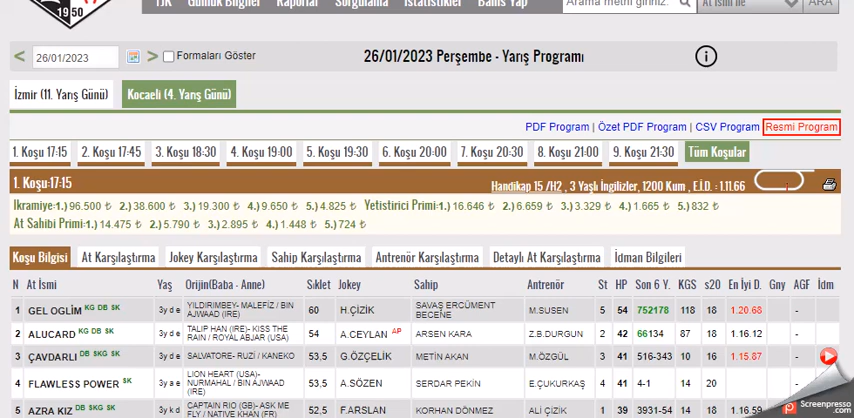 TJK Günlük Bilgiler Raporlar Sorgulama İstatistikler Bahis Yap Arama metni giriniz. At İsmi ile ARA
1950
< 26/01/2023 > Formaları Göster 26/01/2023 Perşembe - Yarış Programı i
İzmir (11. Yarış Günü) Kocaeli (4. Yarış Günü)
PDF Program | Özet PDF Program | CSV Program Resmi Program
1. Koşu 17:15 2. Koşu 17:45 3. Koşu 18:30 4. Koşu 19:00 5. Koşu 19:30 6. Koşu 20:00 7. Koşu 20:30 8. Koşu 21:00 9. Koşu 21:30 Tüm Koşular
1. Koşu:17:15 Handikap 15 /H2 , 3 Yaşlı İngilizler, 1200 Kum , E.İ.D. : 1.11.66
Ikramiye:1.) 96.500 ₺ 2.) 38.600 ₺ 3.) 19.300 ₺ 4.) 9.650 ₺ 5.) 4.825 ₺ Yetistirici Primi:1.) 16.646 ₺ 2.) 6.659 ₺ 3.) 3.329 ₺ 4.) 1.665 ₺ 5.) 832 ₺
At Sahibi Primi:1.) 14.475 ₺ 2.) 5.790 ₺ 3.) 2.895 ₺ 4.) 1.448 ₺ 5.) 724 ₺
Koşu Bilgisi At Karşılaştırma Jokey Karşılaştırma Sahip Karşılaştırma Antrenör Karşılaştırma Detaylı At Karşılaştırma İdman Bilgileri
N At İsmi Yaş Orijin(Baba - Anne) Sıklet Jokey Sahip Antrenör St HP Son 6 Y. KGS s20 En İyi D. Gny AGF İdm
1 GEL OGLİM KG DB SK 3y d e YILDIRIMBEY- MALEFİZ / BIN AJWAAD (IRE) 60 H.ÇİZİK SAVAŞ ERCÜMENT BECENE M.SUSEN 5 54 752178 118 18 1.20.68 -
2 ALUCARD KG DB SK 3y d e TALIP HAN (IRE)- KISS THE RAIN / ROYAL ABJAR (USA) 54 A.CEYLAN AP ARSEN KARA Z.B.DURGUN 2 42 66134 87 18 1.16.12 -
3 ÇAVDARLI DB SKG SK 3y d e SALVATORE- RUZİ / KANEKO 53,5 G.ÖZÇELİK METİN AKAN M.ÖZGÜL 3 41 516-343 10 16 1.15.87 -
4 FLAWLESS POWER SK 3y a e LION HEART (USA)- NURMAHAL / BIN AJWAAD (IRE) 53,5 A.SÖZEN SERDAR PEKİN E.ÇUKURKAŞ 4 41 4-1 14 20 -
5 AZRA KIZ DB SKG SK 3y k d CAPTAIN RIO (GB)- ASK ME FLY / NATIVE KHAN (FR) 52,5 F.ARSLAN KORHAN DÖNMEZ ALİ ÇİZİK 1 39 3931-54 14 18 1.16.59 -
Screenpresso
.com